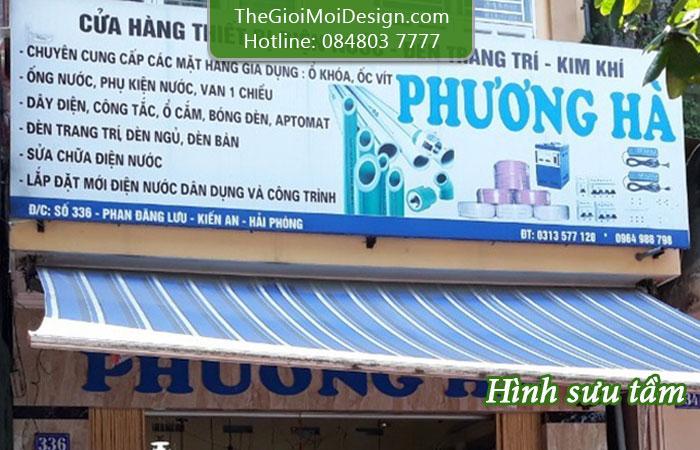 TheGioiMoiDesign.com
Hotline: 084803 7777
CỬA HÀNG THIẾT TRANG TRÍ - KIM KHÍ
- CHUYÊN CUNG CẤP CÁC MẶT HÀNG GIA DỤNG : Ổ KHÓA, ỐC VÍT
- ỐNG NƯỚC, PHỤ KIỆN NƯỚC, VAN 1 CHIỀU
- DÂY ĐIỆN, CÔNG TẮC, Ổ CẮM, BÓNG ĐÈN, APTOMAT
- ĐÈN TRANG TRÍ, ĐÈN NGỦ, ĐÈN BÀN
- SỬA CHỮA ĐIỆN NƯỚC
- LẮP ĐẶT MỚI ĐIỆN NƯỚC DÂN DỤNG VÀ CÔNG TRÌNH
PHƯƠNG HÀ
Đ/C: SỐ 336 - PHAN ĐĂNG LƯU - KIẾN AN - HẢI PHÒNG
ĐT: 0313 577 120 * 0964 988 798
PHƯƠNG H
Hình sưu tầm
336